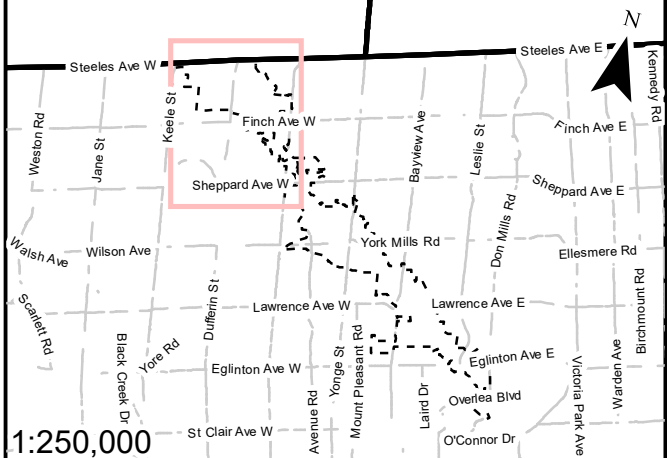 N
Steeles Ave W
Steeles Ave E
Kennedy Rd
Keele St
Weston Rd
Jane St
Finch Ave W
Bayview Ave
Leslie St
Finch Ave E
Sheppard Ave W
Sheppard Ave E
Don Mills Rd
Walsh Ave
Wilson Ave
York Mills Rd
Ellesmere Rd
Scarlett Rd
Dufferin St
Birchmount Rd
Lawrence Ave W
Lawrence Ave E
Black Creek Dr
Yore Rd
Yonge St
Mount Pleasant Rd
Eglinton Ave W
Eglinton Ave E
Victoria Park Ave
Warden Ave
Avenue Rd
Laird Dr
Overlea Blvd
St Clair Ave W
O'Connor Dr
1:250,000